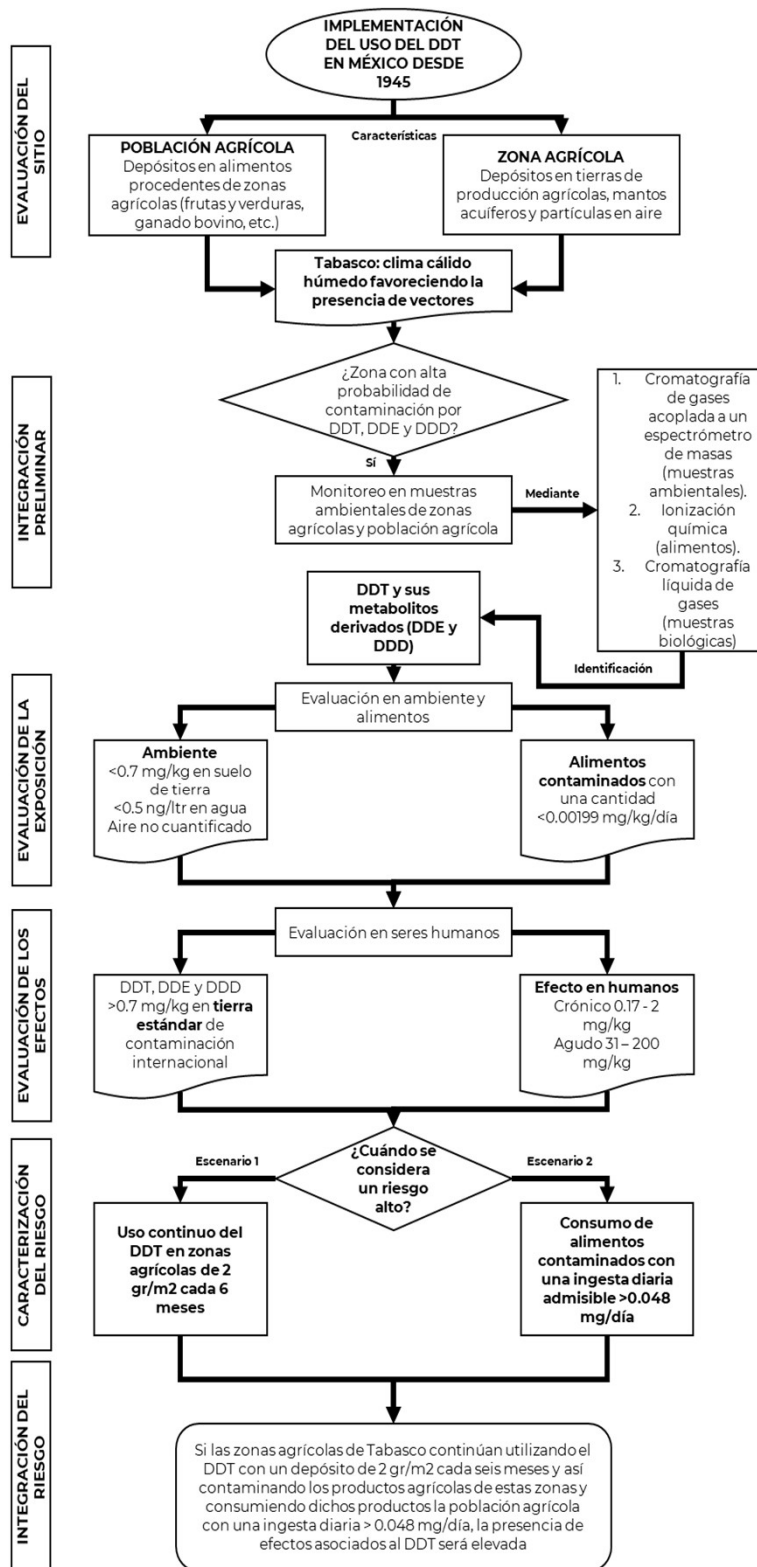 IMPLEMENTACIÓN
DEL USO DEL DDT
EN MÉXICO DESDE
1945
EVALUACIÓN DEL
SITIO
Características
POBLACIÓN AGRÍCOLA
Depósitos en alimentos
procedentes de zonas
agrícolas (frutas y verduras,
ganado bovino, etc.)
ZONA AGRÍCOLA
Depósitos en tierras de
producción agrícolas, mantos
acuíferos y partículas en aire
Tabasco: clima cálido
húmedo favoreciendo la
presencia de vectores
INTEGRACIÓN
PRELIMINAR
¿Zona con alta
probabilidad de
contaminación por
DDT, DDE y DDD?
Sí
Monitoreo en muestras
ambientales de zonas
agrícolas y población agrícola
Mediante
1. Cromatografía
de gases
acoplada a un
espectrómetro
de masas
(muestras
ambientales).
2. Ionización
química
(alimentos).
3. Cromatografía
líquida de
gases
(muestras
biológicas)
Identificación
DDT y sus
metabolitos
derivados (DDE y
DDD)
EVALUACIÓN DE LA
EXPOSICIÓN
Evaluación en ambiente y
alimentos
Ambiente
<0.7 mg/kg en suelo
de tierra
<0.5 ng/ltr en agua
Aire no cuantificado
Alimentos
contaminados con
una cantidad
<0.00199 mg/kg/día
EVALUACIÓN DE LOS
EFECTOS
Evaluación en seres humanos
DDT, DDE y DDD
>0.7 mg/kg en tierra
estándar de
contaminación
internacional
Efecto en humanos
Crónico 0.17 - 2
mg/kg
Agudo 31 – 200
mg/kg
CARACTERIZACIÓN
DEL RIESGO
¿Cuándo se
considera
un riesgo
alto?
Escenario 1
Escenario 2
Uso continuo del
DDT en zonas
agrícolas de 2
gr/m2 cada 6
meses
Consumo de
alimentos
contaminados con
una ingesta diaria
admisible >0.048
mg/día
INTEGRACIÓN DEL
RIESGO
Si las zonas agrícolas de Tabasco continúan utilizando el
DDT con un depósito de 2 gr/m2 cada seis meses y así
contaminando los productos agrícolas de estas zonas y
consumiendo dichos productos la población agrícola
con una ingesta diaria > 0.048 mg/día, la presencia de
efectos asociados al DDT será elevada